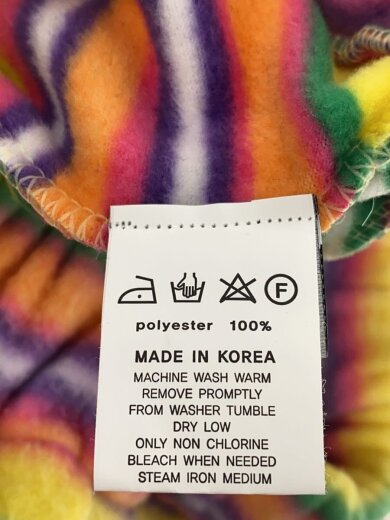 F
polyester 100%
MADE IN KOREA
MACHINE WASH WARM
REMOVE PROMPTLY
FROM WASHER TUMBLE
DRY LOW
ONLY NON CHLORINE
BLEACH WHEN NEEDED
STEAM IRON MEDIUM